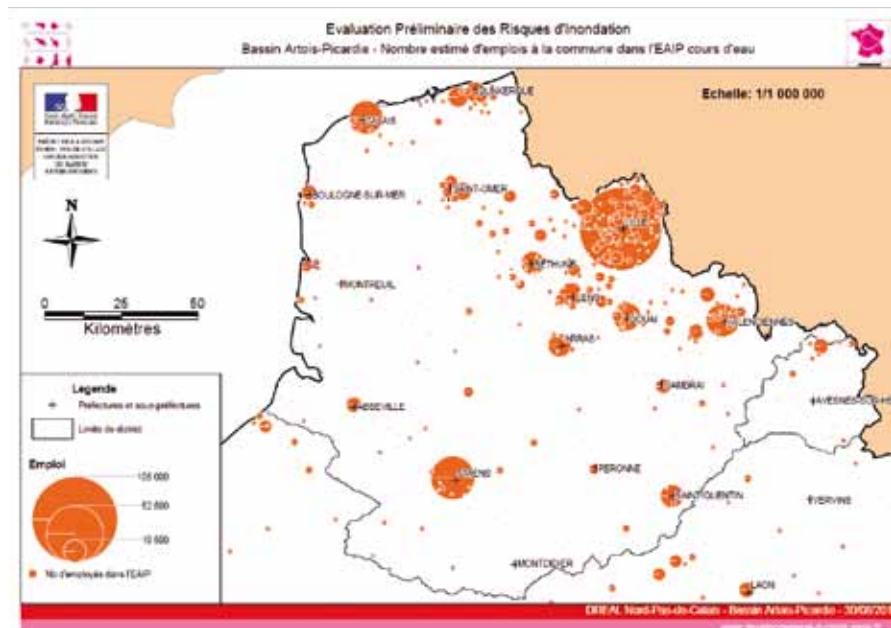 Evaluation Préliminaire des Risques d'Inondation
Bassin Artois-Picardie - Nombre estimé d'emplois à la commune dans l'EAIP cours d'eau
Echelle: 1/1 000 000
DUNKERQUE
CALAIS
BOULOGNE-SUR-MER
SAINT-OMER
LILLE
N
BETHUNE
MONTREUIL
LENS
0 25 50
Kilomètres
DOUAI
VALENCIENNES
ARRAS
CAMBRAI
Legende
Préfectures et sous-préfectures
ABBEVILLE
AVESNES-SUR-HE
Limite de district
Emploi
105 000
52 500
10 500
AMIENS
PERONNE
SAINT-QUENTIN
VERVINS
Nb d'employés dans l'EAIP
MONTDIDIER
LAON
DREAL Nord-Pas-de-Calais - Bassin Artois-Picardie - 30/08/201